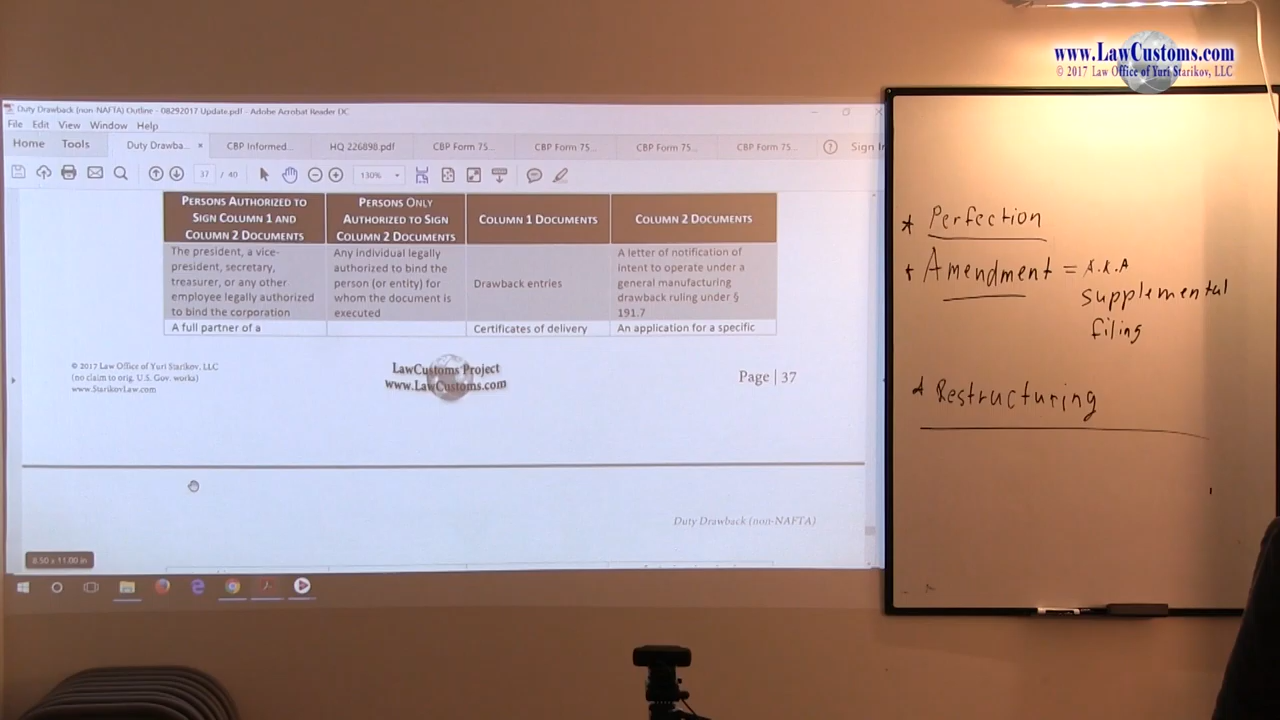 www.LawCustoms.com
© 2017 Law Office of Yuri Starikov, LLC
Duty Drawback (non-NAFTA) Outline - 08292017 Update.pdf - Adobe Acrobat Reader DC
File Edit View Window Help
Home Tools Duty Drawba... × CBP Informed... HQ 226898.pdf CBP Form 75... CBP Form 75... CBP Form 75... CBP Form 75... Sign In
37 / 40 130%
PERSONS AUTHORIZED TO
SIGN COLUMN 1 AND
COLUMN 2 DOCUMENTS
PERSONS ONLY
AUTHORIZED TO SIGN
COLUMN 2 DOCUMENTS
COLUMN 1 DOCUMENTS
COLUMN 2 DOCUMENTS
The president, a vice-
president, secretary,
treasurer, or any other
employee legally authorized
to bind the corporation
Any individual legally
authorized to bind the
person (or entity) for
whom the document is
executed
Drawback entries
A letter of notification of
intent to operate under a
general manufacturing
drawback ruling under §
191.7
A full partner of a
Certificates of delivery
An application for a specific
© 2017 Law Office of Yuri Starikov, LLC
(no claim to orig. U.S. Gov. works)
www.StarikovLaw.com
LawCustoms Project
www.LawCustoms.com
Page | 37
Duty Drawback (non-NAFTA)
8.50 x 11.00 in
* Perfection
* Amendment = A.K.A
supplemental
filing
* Restructuring